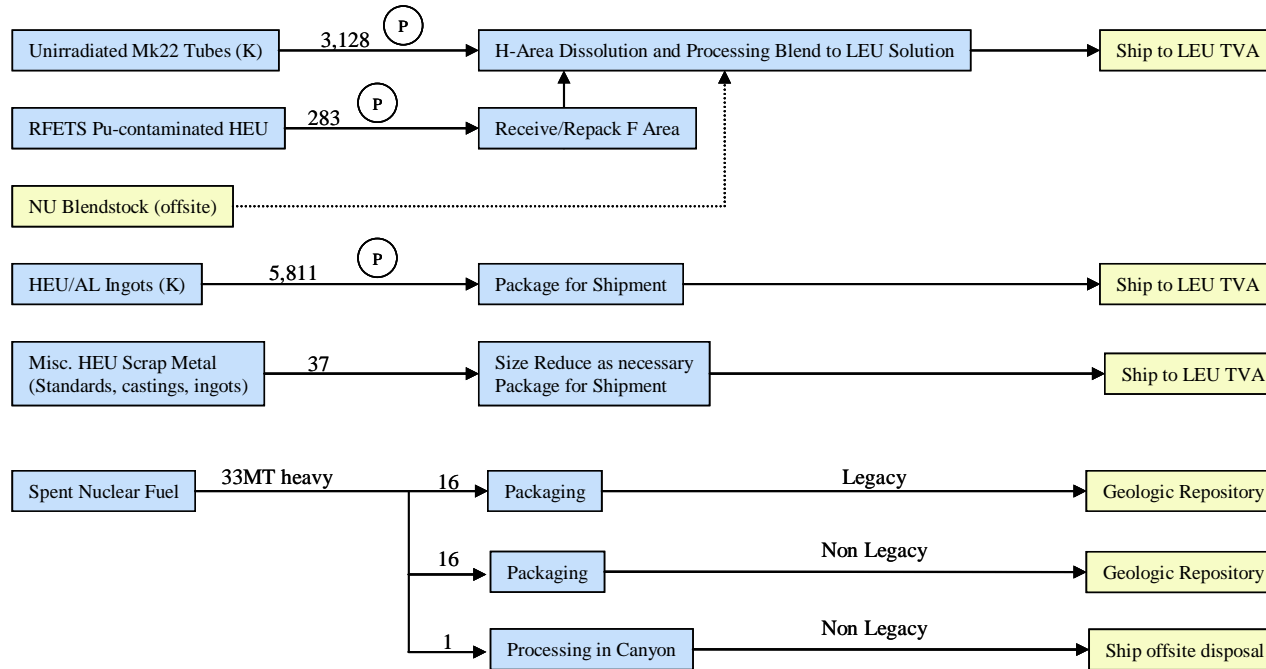 Unirradiated Mk22 Tubes (K)
3,128
P
H-Area Dissolution and Processing Blend to LEU Solution
Ship to LEU TVA
RFETS Pu-contaminated HEU
283
P
Receive/Repack F Area
NU Blendstock (offsite)
HEU/AL Ingots (K)
5,811
P
Package for Shipment
Ship to LEU TVA
Misc. HEU Scrap Metal
(Standards, castings, ingots)
37
Size Reduce as necessary
Package for Shipment
Ship to LEU TVA
Spent Nuclear Fuel
33MT heavy
16
Packaging
Legacy
Geologic Repository
16
Packaging
Non Legacy
Geologic Repository
1
Processing in Canyon
Non Legacy
Ship offsite disposal